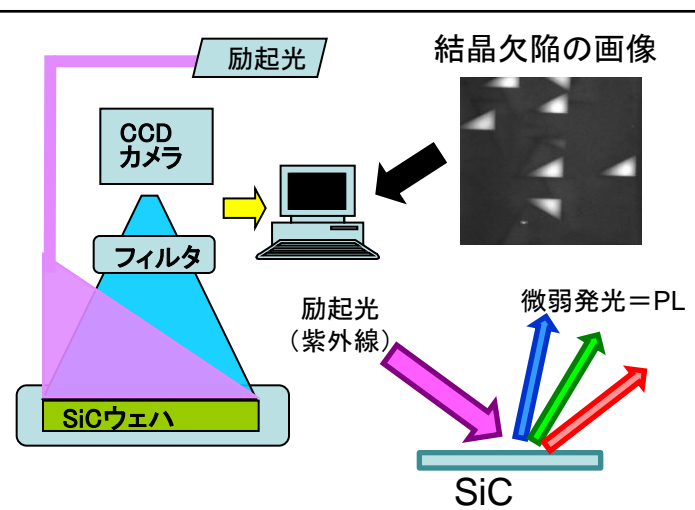 励起光
結晶欠陥の画像
CCD
カメラ
フィルタ
SiCウェハ
励起光
（紫外線）
微弱発光＝PL
SiC